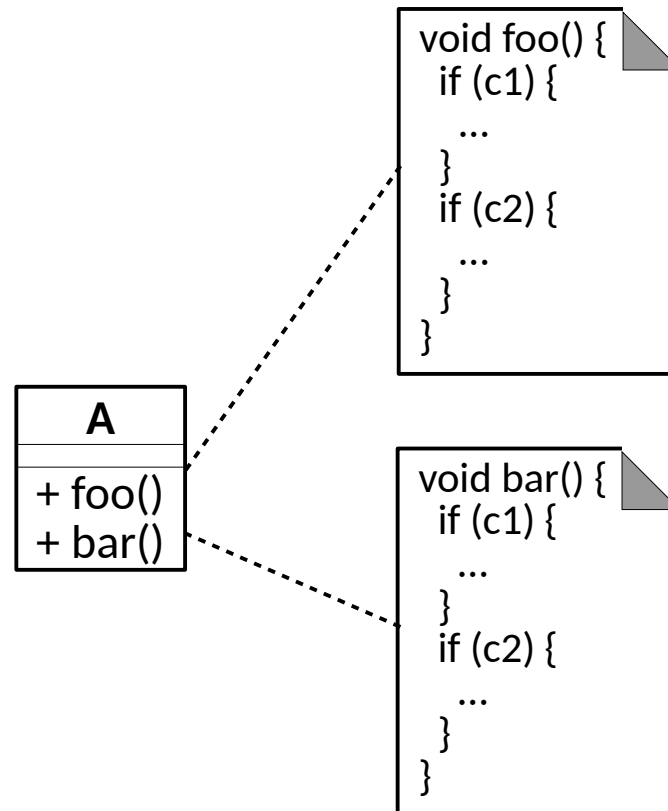 void foo() {
if (c1) {
...
}
if (c2) {
...
}
}
A
+ foo()
+ bar()
void bar() {
if (c1) {
...
}
if (c2) {
...
}
}